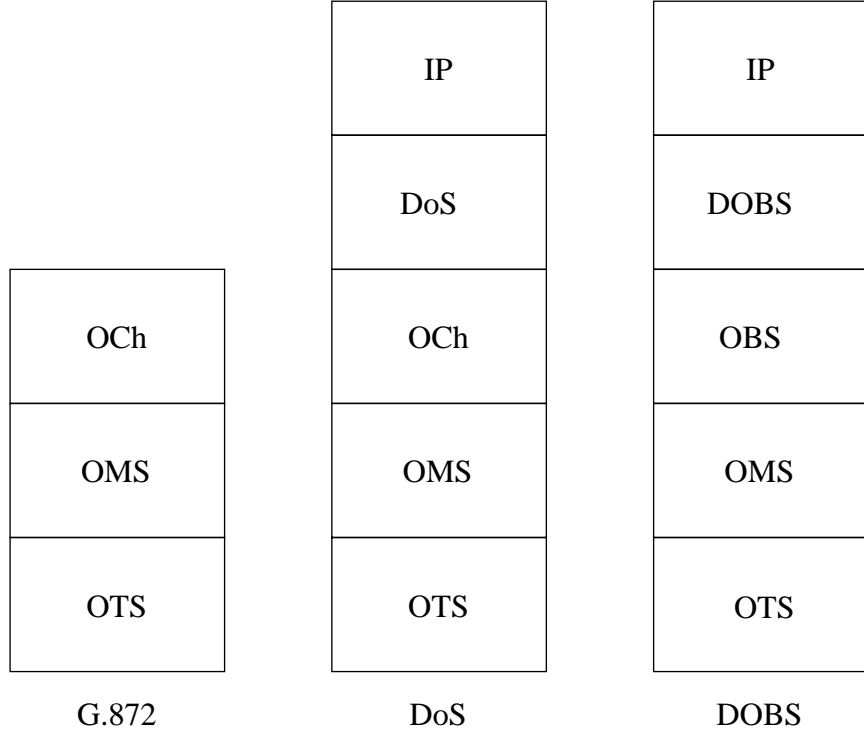 IP
IP
DoS
DOBS
OCh
OCh
OBS
OMS
OMS
OMS
OTS
OTS
OTS
G.872
DoS
DOBS